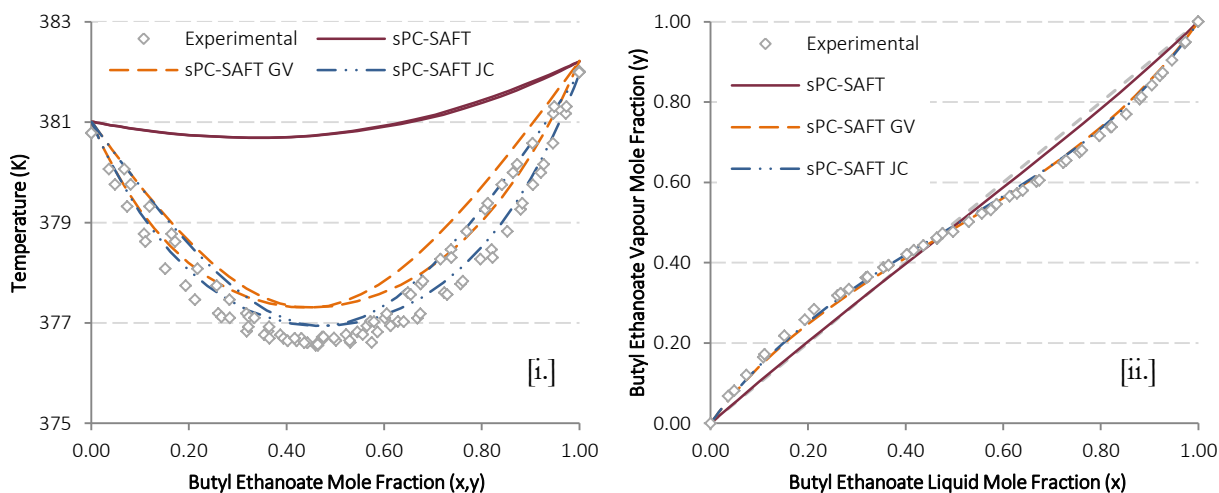 383
381
379
377
375
Temperature (K)
Experimental
sPC-SAFT
sPC-SAFT GV
sPC-SAFT JC
[i.]
0.00
0.20
0.40
0.60
0.80
1.00
Butyl Ethanoate Mole Fraction (x,y)
1.00
0.80
0.60
0.40
0.20
0.00
Butyl Ethanoate Vapour Mole Fraction (y)
Experimental
sPC-SAFT
sPC-SAFT GV
sPC-SAFT JC
[ii.]
0.00
0.20
0.40
0.60
0.80
1.00
Butyl Ethanoate Liquid Mole Fraction (x)